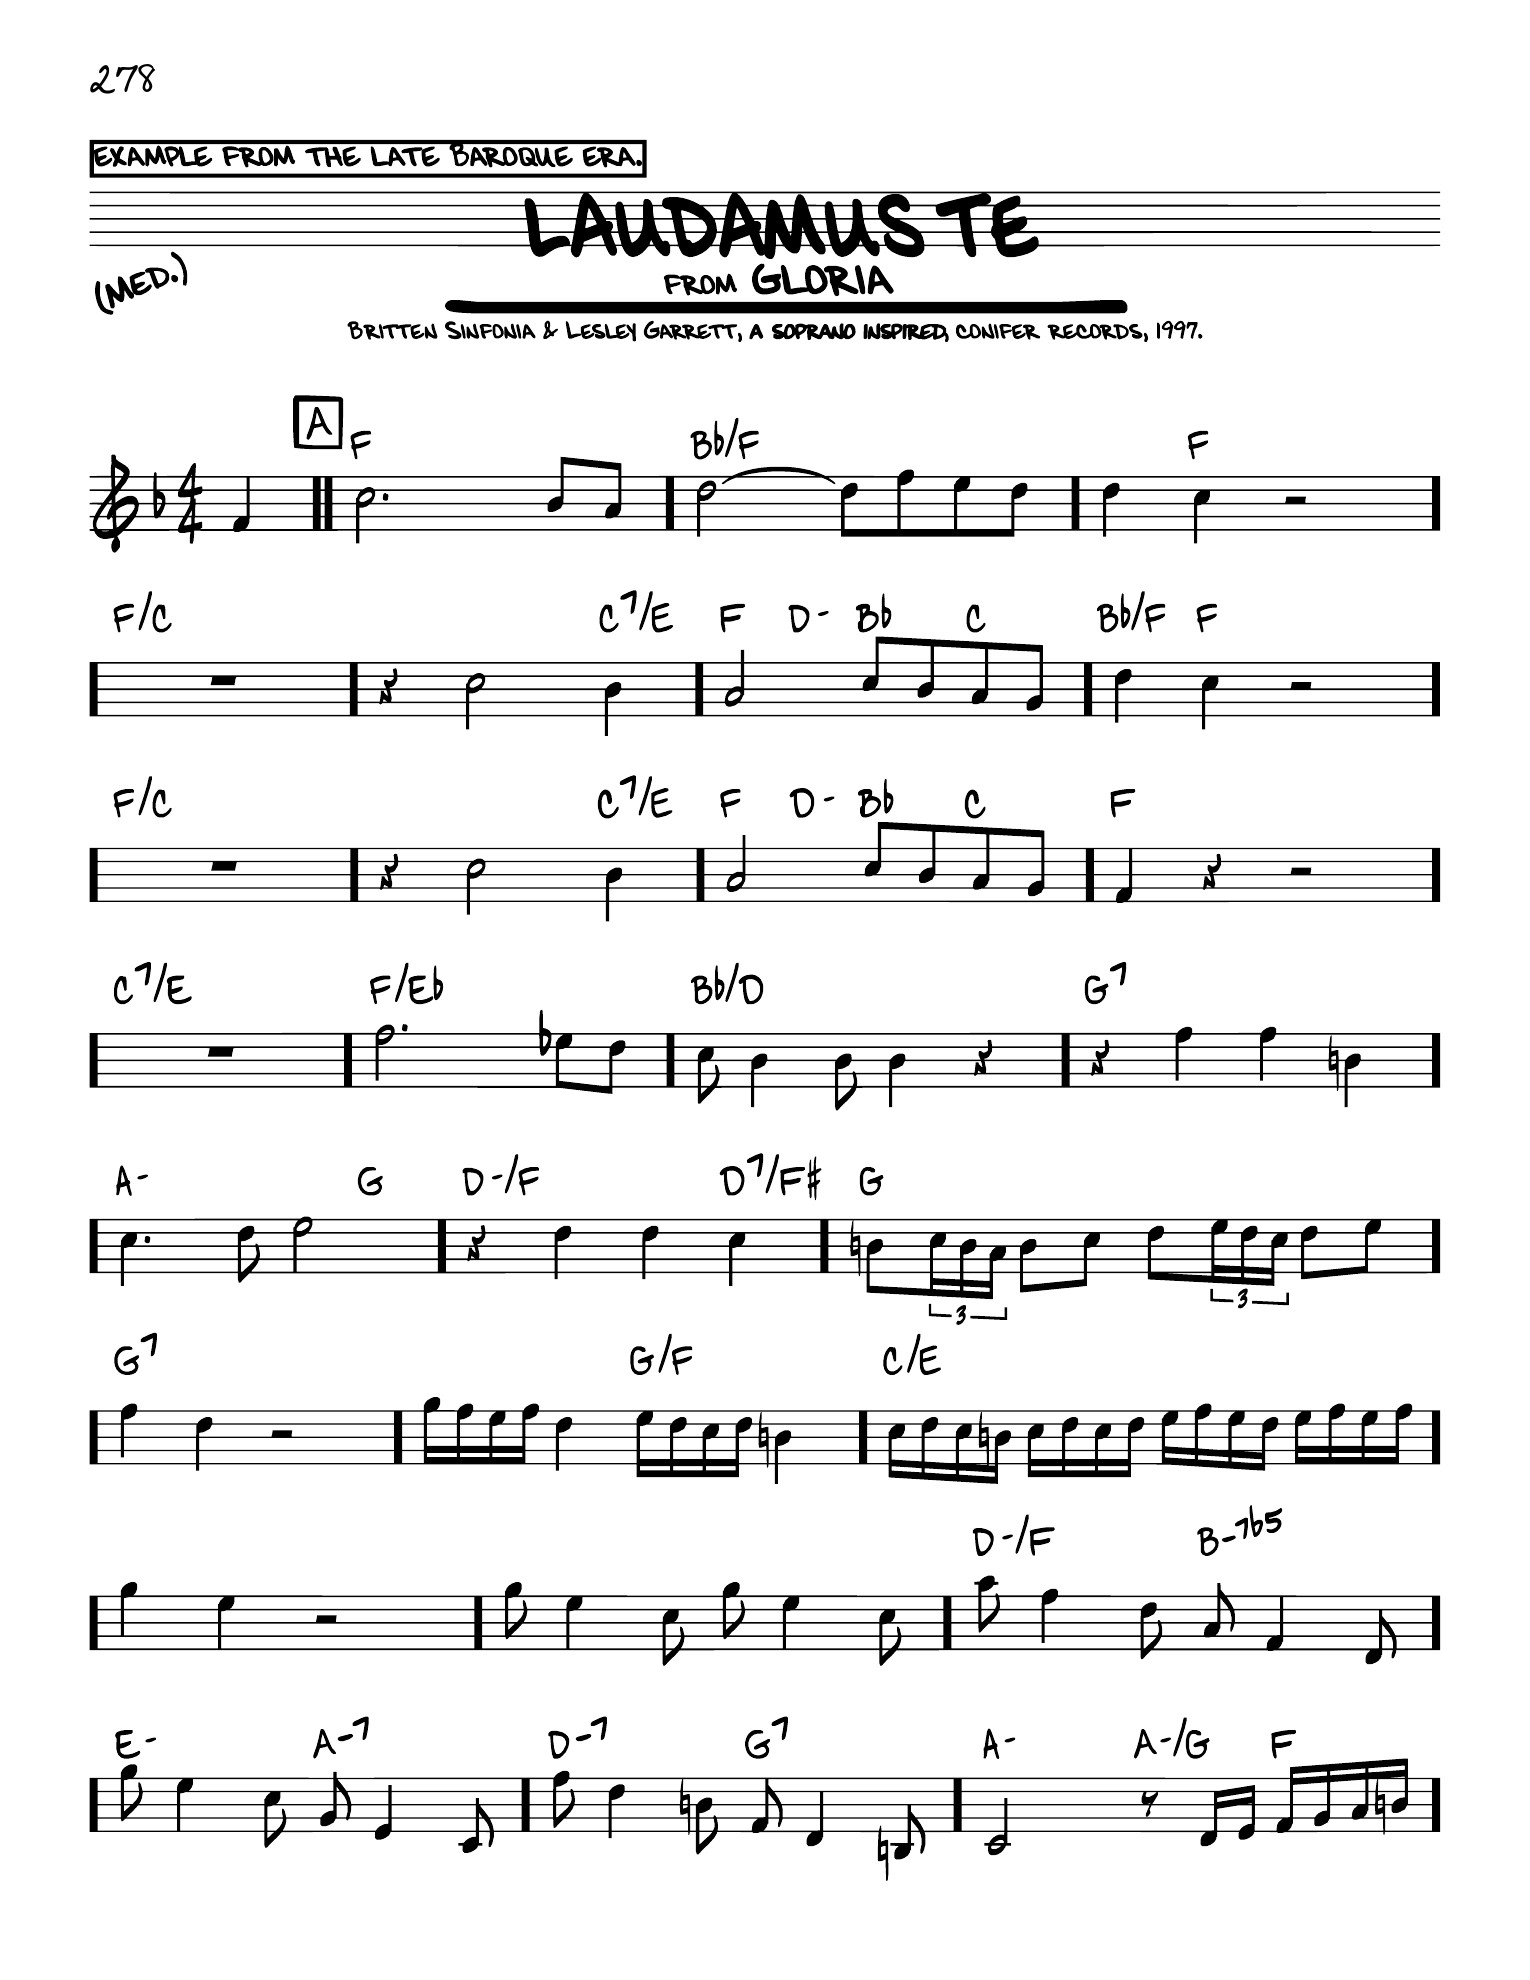 278
EXAMPLE FROM THE LATE BAROQUE ERA.
LAUDAMUS TE
(MED.)
FROM GLORIA
BRITTEN SINFONIA & LESLEY GARRETT, A SOPRANO INSPIRED, CONIFER RECORDS, 1997.
A F Bb/F F
4
4
F/C C7/E F D- Bb C Bb/F F
F/C C7/E F D- Bb C F
C7/E F/Eb Bb/D G7
A- G D-/F D7/F# G
3 3
G7 G/F C/E
D-/F B-7b5
E- A-7 D-7 G7 A- A-/G F